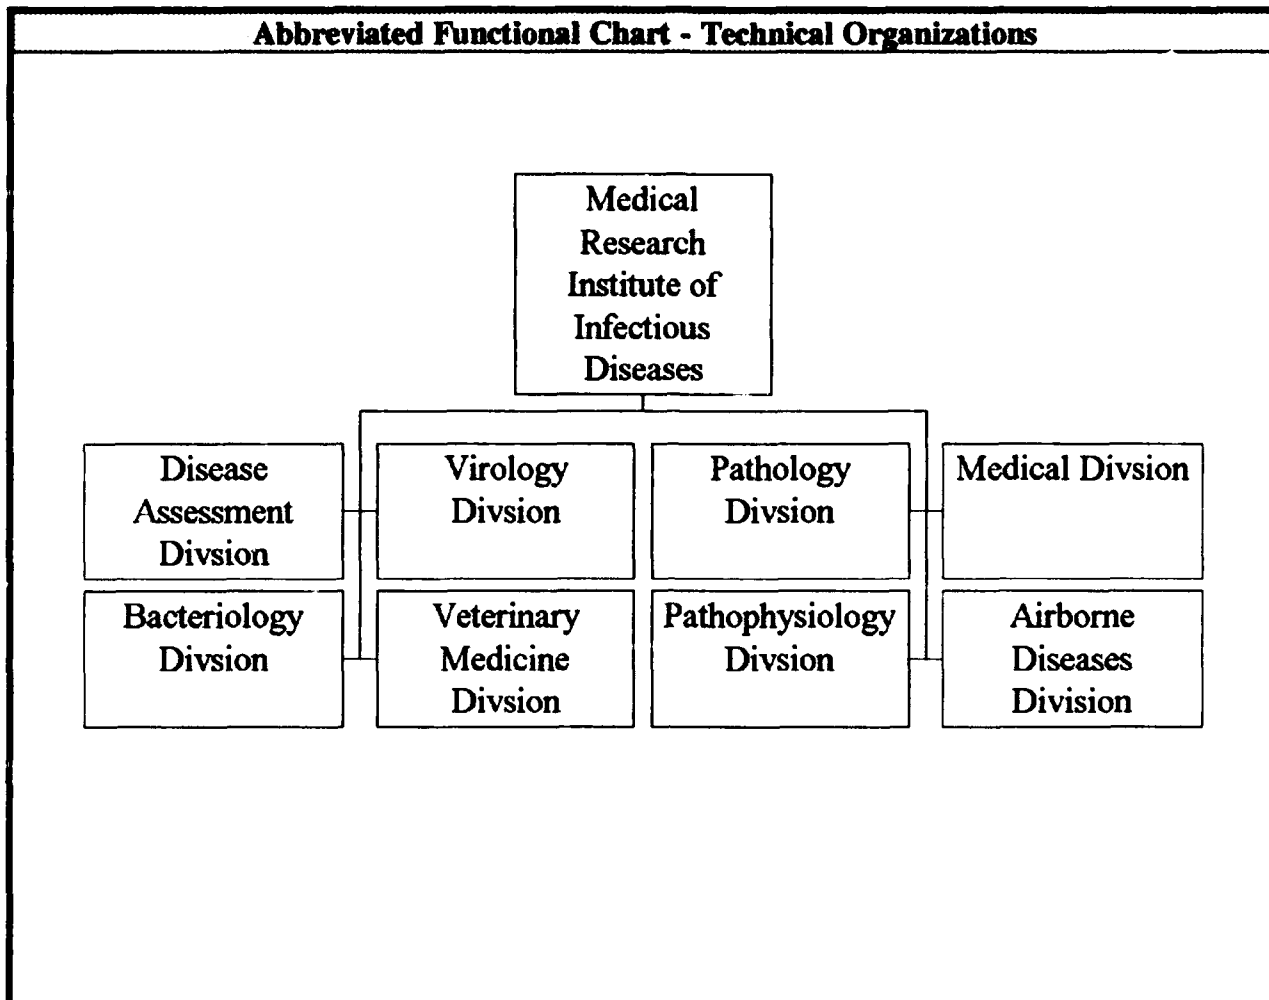 Abbreviated Functional Chart - Technical Organizations
Medical
Research
Institute of
Infectious
Diseases
Disease
Assessment
Divsion
Virology
Divsion
Pathology
Divsion
Medical Divsion
Bacteriology
Divsion
Veterinary
Medicine
Divsion
Pathophysiology
Divsion
Airborne
Diseases
Division